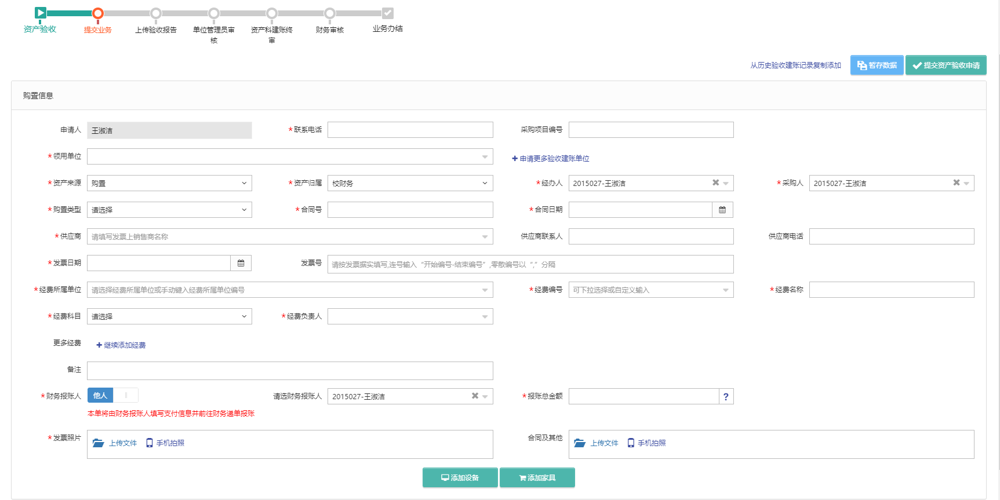 资产验收
提交业务
上传验收报告
单位管理员审
核
资产科建账终
审
财务审核
业务办结
从历史验收建账记录复制添加
暂存数据
提交资产验收申请
购置信息
申请人 王淑洁
*联系电话
采购项目编号
*领用单位
+申请更多验收建账单位
*资产来源 购置
*资产归属 校财务
*经办人 2015027-王淑洁
*采购人 2015027-王淑洁
*购置类型 请选择
*合同号
*合同日期
*供应商 请填写发票上销售商名称
供应商联系人
供应商电话
*发票日期
发票号 请按发票据实填写,连号输入“开始编号-结束编号”,零散编号以“,”分隔
*经费所属单位 请选择经费所属单位或手动键入经费所属单位编号
*经费编号 可下拉选择或自定义输入
*经费名称
*经费科目 请选择
*经费负责人
更多经费 +继续添加经费
备注
*财务报账人 他人
请选财务报账人 2015027-王淑洁
*报账总金额 ?
本单将由财务报账人填写支付信息并前往财务递单报账
*发票照片 上传文件 手机拍照
合同及其他 上传文件 手机拍照
添加设备
添加家具